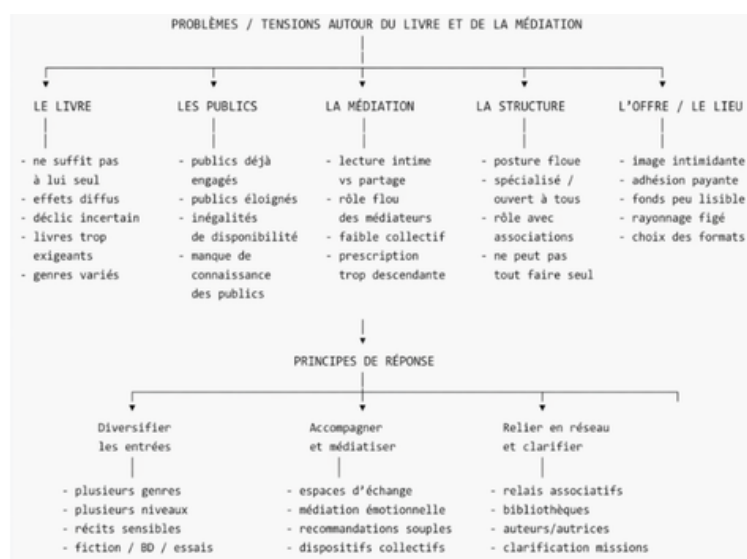 PROBLÈMES / TENSIONS AUTOUR DU LIVRE ET DE LA MÉDIATION
LE LIVRE
- ne suffit pas
à lui seul
- effets diffus
- déclic incertain
- livres trop
exigeants
- genres variés
LES PUBLICS
- publics déjà
engagés
- publics éloignés
- inégalités
de disponibilité
- manque de
connaissance
des publics
LA MÉDIATION
- lecture intime
vs partage
- rôle flou
des médiateurs
- faible collectif
- prescription
trop descendante
LA STRUCTURE
- posture floue
- spécialisé /
ouvert à tous
- rôle avec
associations
- ne peut pas
tout faire seul
L'OFFRE / LE LIEU
- image intimidante
- adhésion payante
- fonds peu lisible
- rayonnage figé
- choix des formats
PRINCIPES DE RÉPONSE
Diversifier
les entrées
- plusieurs genres
- plusieurs niveaux
- récits sensibles
- fiction / BD / essais
Accompagner
et médiatiser
- espaces d'échange
- médiation émotionnelle
- recommandations souples
- dispositifs collectifs
Relier en réseau
et clarifier
- relais associatifs
- bibliothèques
- auteurs/autrices
- clarification missions